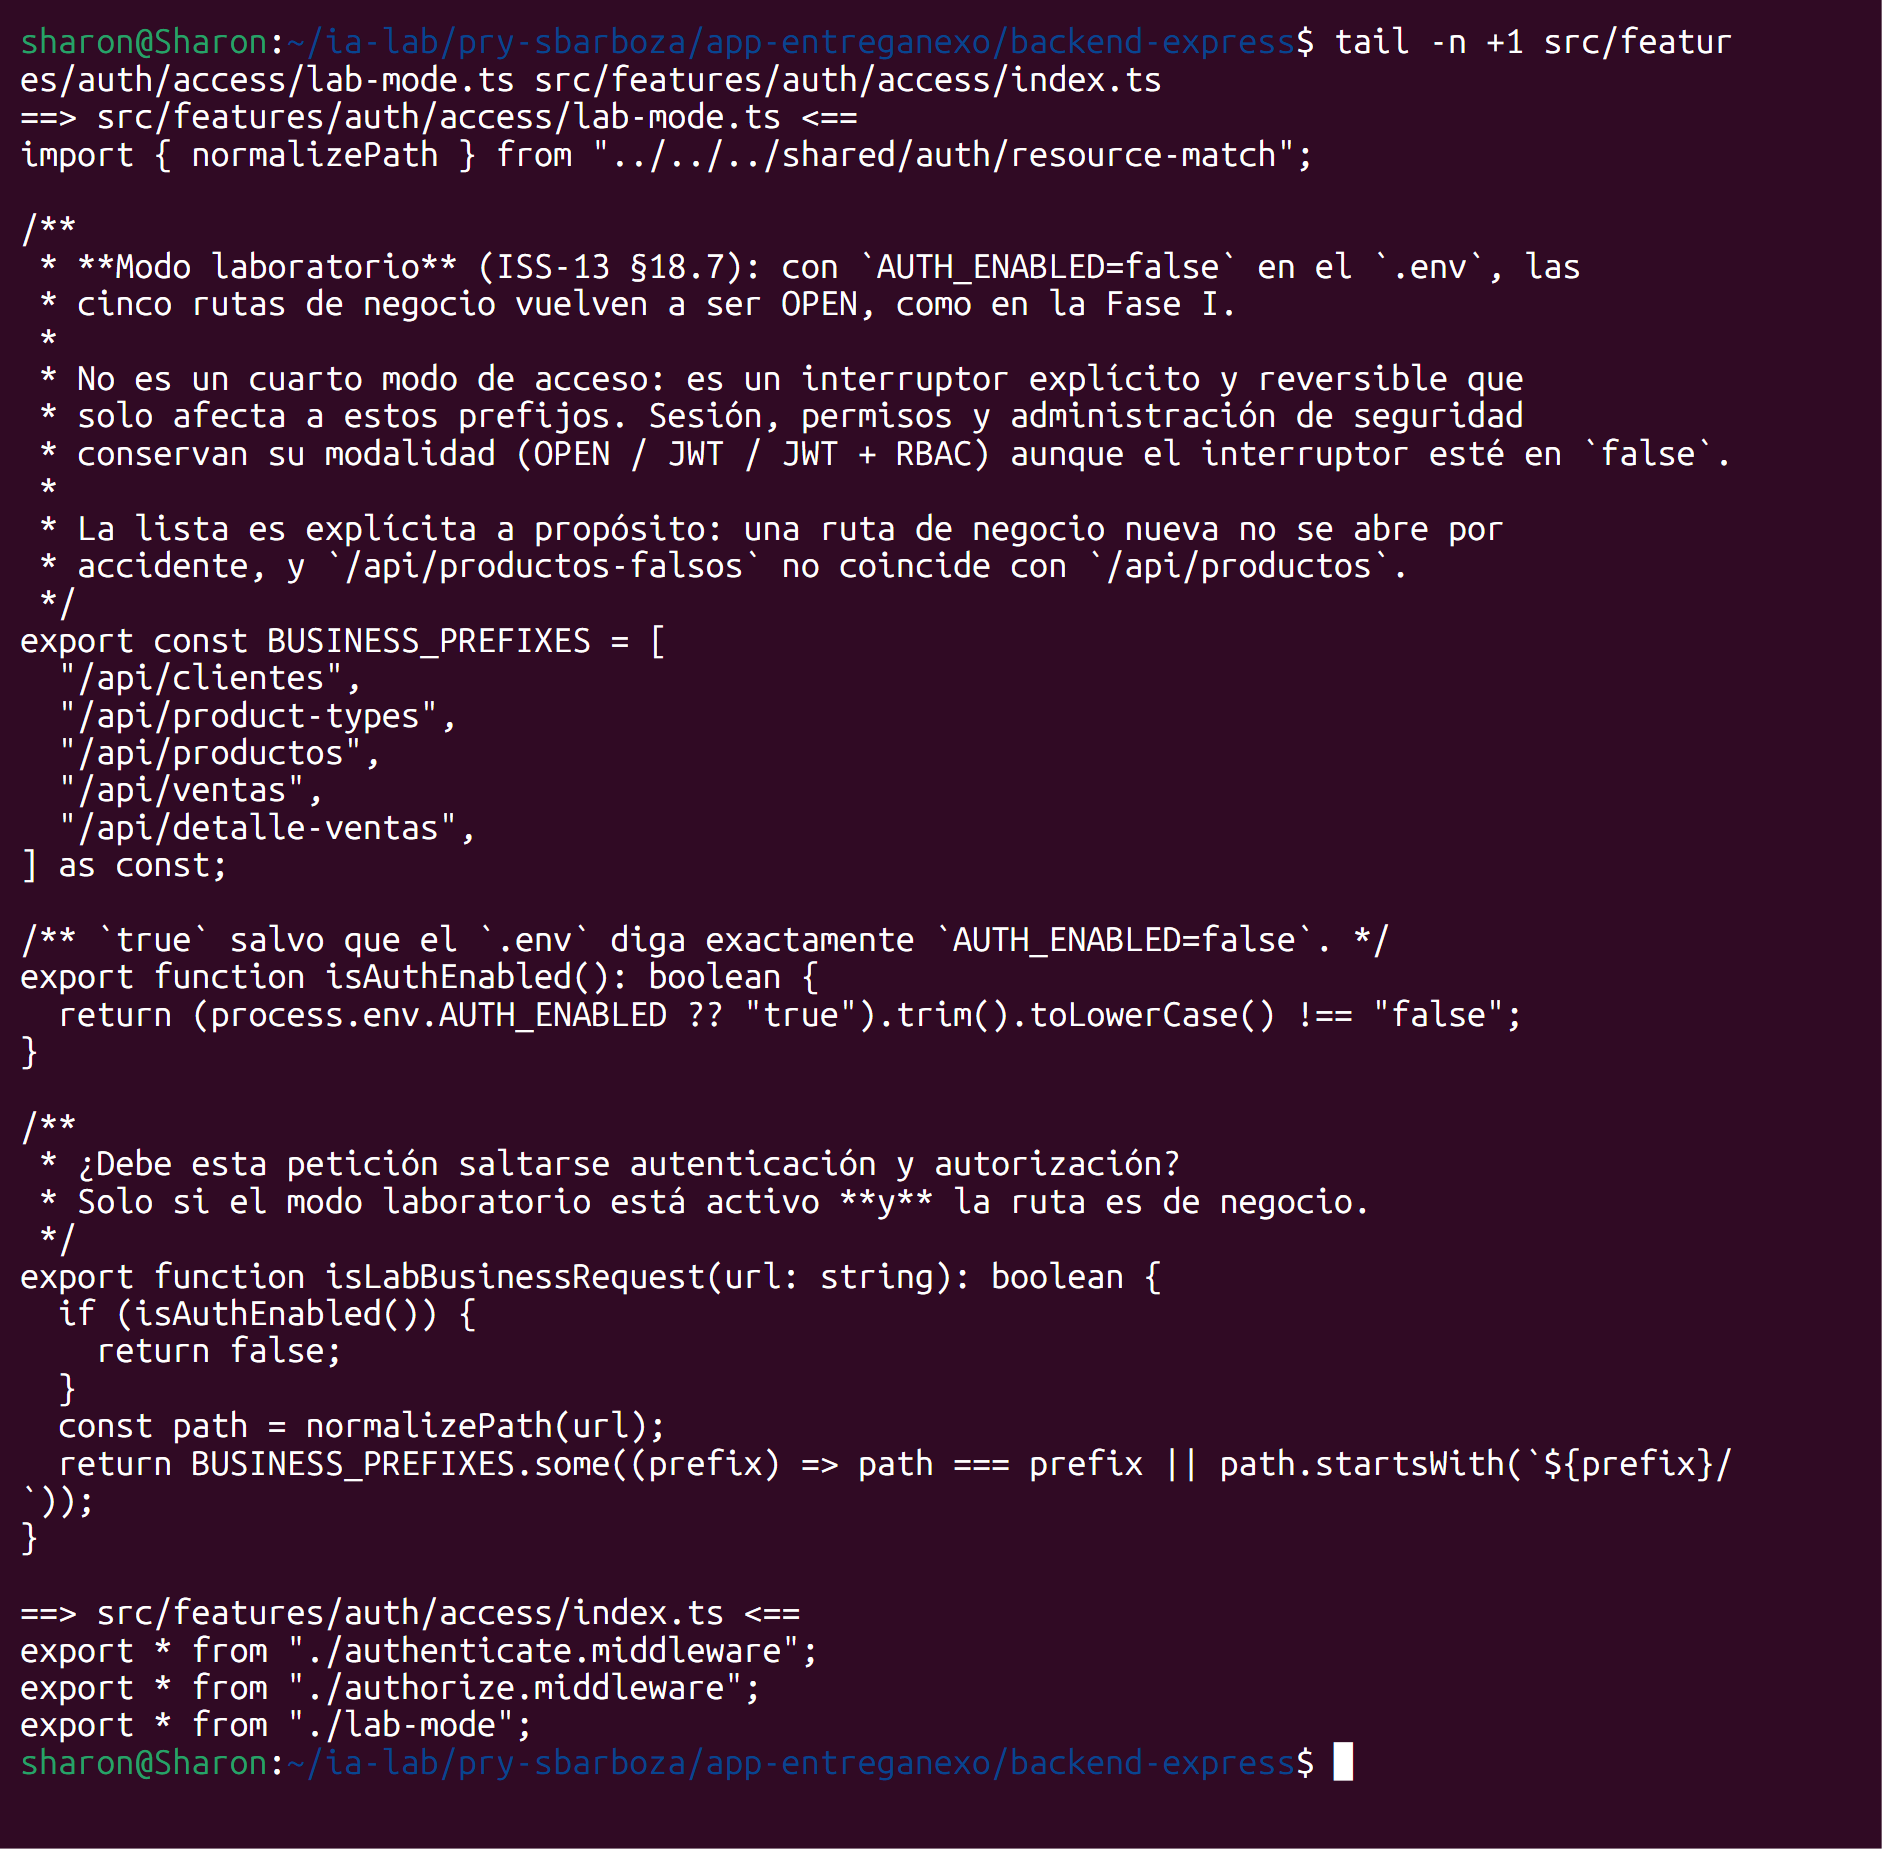 sharon@Sharon:~/ia-lab/pry-sbarboza/app-entreganexo/backend-express$ tail -n +1 src/featur
es/auth/access/lab-mode.ts src/features/auth/access/index.ts
==> src/features/auth/access/lab-mode.ts <==
import { normalizePath } from "../../../shared/auth/resource-match";

/**
 * **Modo laboratorio** (ISS-13 §18.7): con `AUTH_ENABLED=false` en el `.env`, las
 * cinco rutas de negocio vuelven a ser OPEN, como en la Fase I.
 *
 * No es un cuarto modo de acceso: es un interruptor explícito y reversible que
 * solo afecta a estos prefijos. Sesión, permisos y administración de seguridad
 * conservan su modalidad (OPEN / JWT / JWT + RBAC) aunque el interruptor esté en `false`.
 *
 * La lista es explícita a propósito: una ruta de negocio nueva no se abre por
 * accidente, y `/api/productos-falsos` no coincide con `/api/productos`.
 */
export const BUSINESS_PREFIXES = [
  "/api/clientes",
  "/api/product-types",
  "/api/productos",
  "/api/ventas",
  "/api/detalle-ventas",
] as const;

/** `true` salvo que el `.env` diga exactamente `AUTH_ENABLED=false`. */
export function isAuthEnabled(): boolean {
  return (process.env.AUTH_ENABLED ?? "true").trim().toLowerCase() !== "false";
}

/**
 * ¿Debe esta petición saltarse autenticación y autorización?
 * Solo si el modo laboratorio está activo **y** la ruta es de negocio.
 */
export function isLabBusinessRequest(url: string): boolean {
  if (isAuthEnabled()) {
    return false;
  }
  const path = normalizePath(url);
  return BUSINESS_PREFIXES.some((prefix) => path === prefix || path.startsWith(`${prefix}/
`));
}

==> src/features/auth/access/index.ts <==
export * from "./authenticate.middleware";
export * from "./authorize.middleware";
export * from "./lab-mode";
sharon@Sharon:~/ia-lab/pry-sbarboza/app-entreganexo/backend-express$